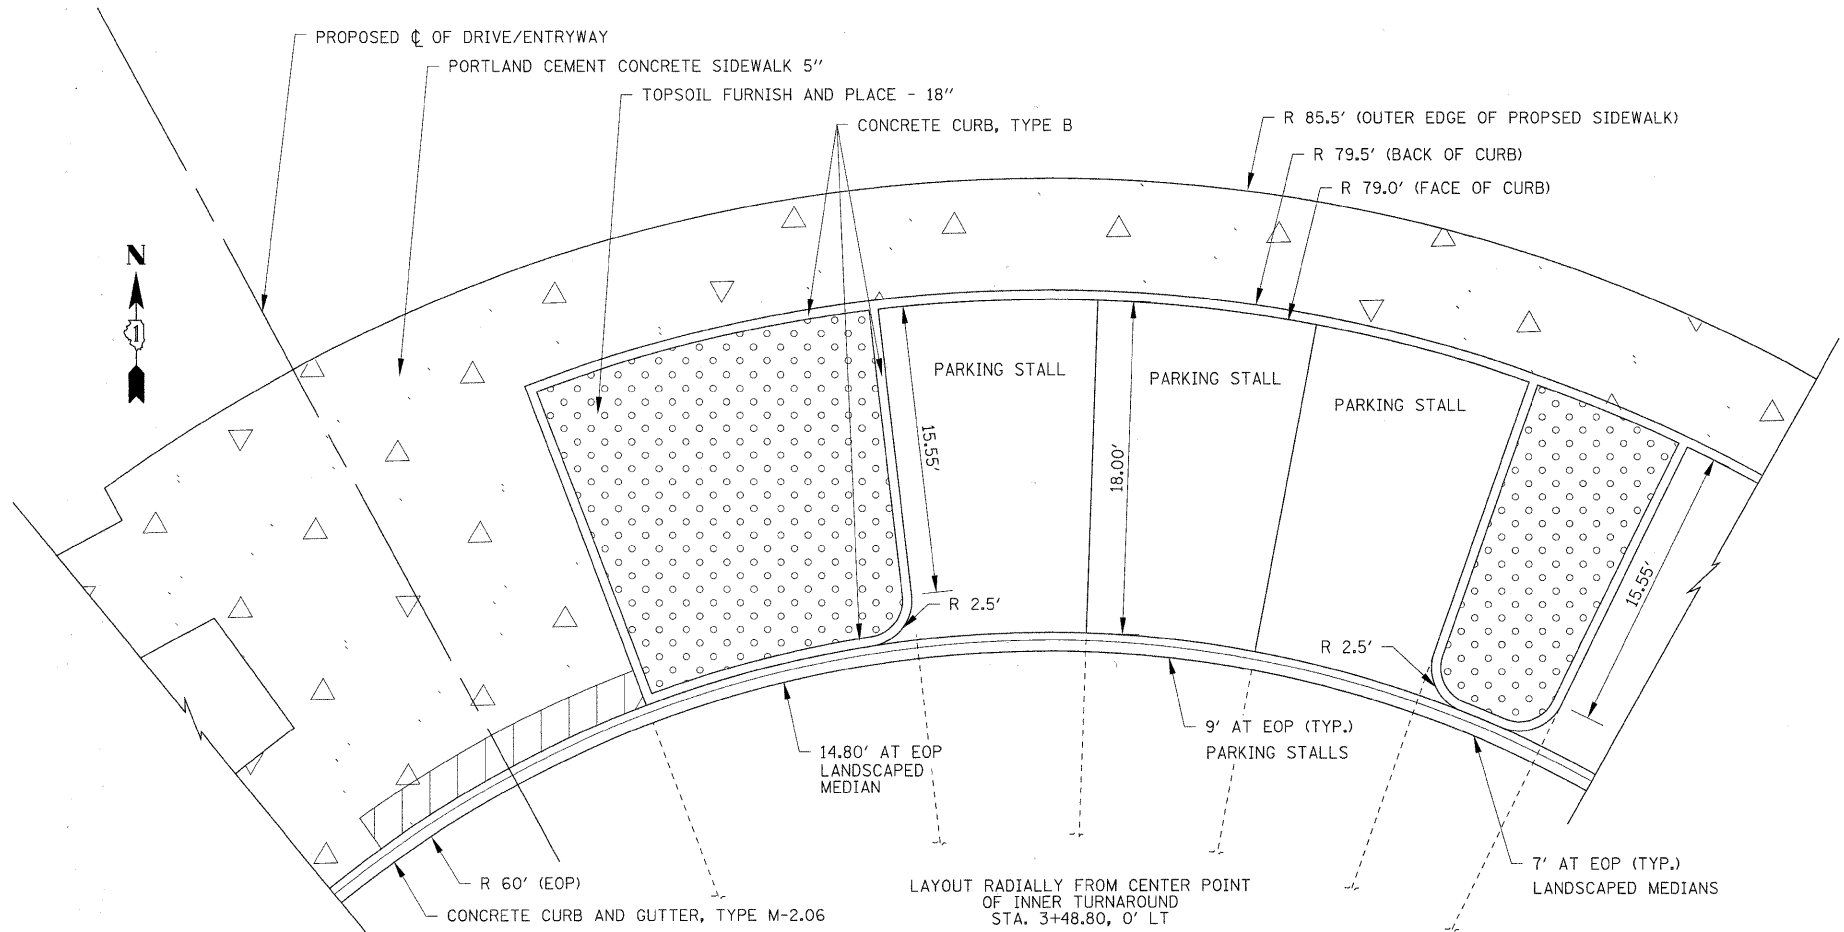 PROPOSED ℄ OF DRIVE/ENTRYWAY
PORTLAND CEMENT CONCRETE SIDEWALK 5"
TOPSOIL FURNISH AND PLACE - 18"
CONCRETE CURB, TYPE B
R 85.5' (OUTER EDGE OF PROPSED SIDEWALK)
R 79.5' (BACK OF CURB)
R 79.0' (FACE OF CURB)
N
PARKING STALL
PARKING STALL
PARKING STALL
15.55'
18.00'
15.55'
R 2.5'
R 2.5'
14.80' AT EOP
LANDSCAPED
MEDIAN
9' AT EOP (TYP.)
PARKING STALLS
7' AT EOP (TYP.)
LANDSCAPED MEDIANS
R 60' (EOP)
CONCRETE CURB AND GUTTER, TYPE M-2.06
LAYOUT RADIALLY FROM CENTER POINT
OF INNER TURNAROUND
STA. 3+48.80, 0' LT